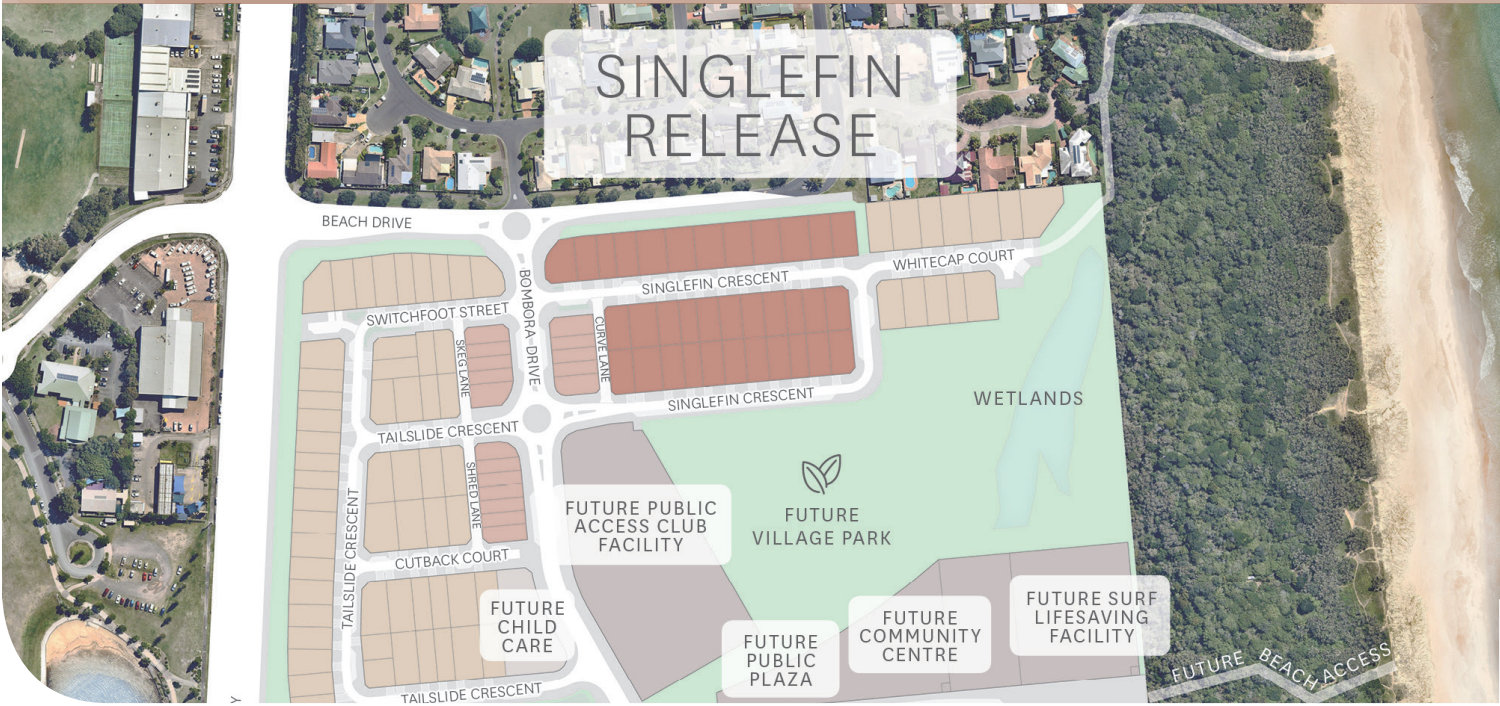 SINGLEFIN
RELEASE
BEACH DRIVE
WHITECAP COURT
SINGLEFIN CRESCENT
SWITCHFOOT STREET
BOMBORA DRIVE
CURVE LANE
SKEG LANE
SINGLEFIN CRESCENT
WETLANDS
TAILSLIDE CRESCENT
SHRED LANE
TAILSLIDE CRESCENT
FUTURE PUBLIC
ACCESS CLUB
FACILITY
FUTURE
VILLAGE PARK
CUTBACK COURT
FUTURE
CHILD
CARE
FUTURE
PUBLIC
PLAZA
FUTURE
COMMUNITY
CENTRE
FUTURE SURF
LIFESAVING
FACILITY
FUTURE BEACH ACCESS
TAILSLIDE CRESCENT